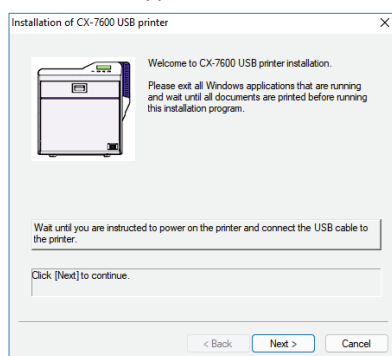 Installation of CX-7600 USB printer
Welcome to CX-7600 USB printer installation.
Please exit all Windows applications that are running
and wait until all documents are printed before running
this installation program.
Wait until you are instructed to power on the printer and connect the USB cable to
the printer.
Click [Next] to continue.
< Back
Next >
Cancel